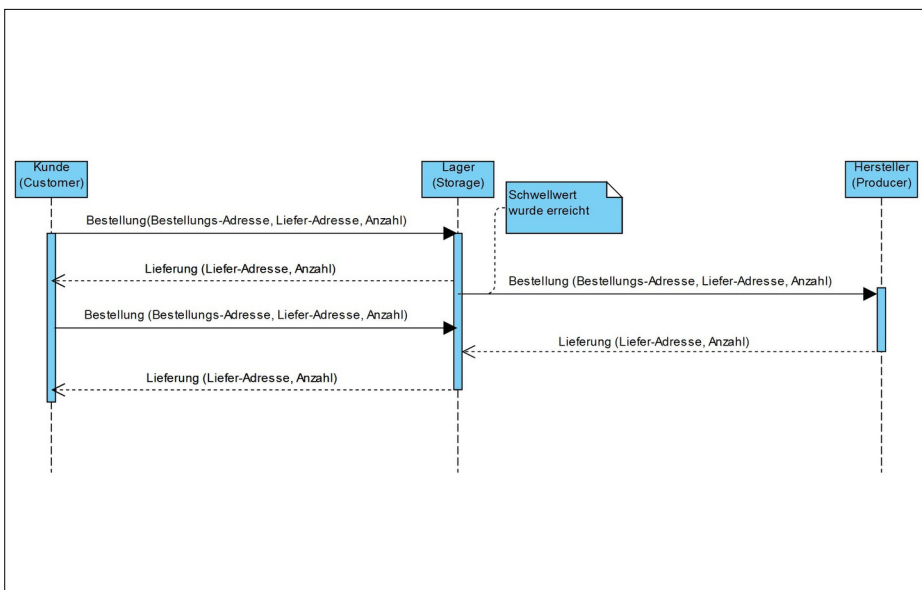 Kunde
(Customer)
Lager
(Storage)
Hersteller
(Producer)
Schwellwert
wurde erreicht
Bestellung(Bestellungs-Adresse, Liefer-Adresse, Anzahl)
Lieferung (Liefer-Adresse, Anzahl)
Bestellung (Bestellungs-Adresse, Liefer-Adresse, Anzahl)
Bestellung (Bestellungs-Adresse, Liefer-Adresse, Anzahl)
Lieferung (Liefer-Adresse, Anzahl)
Lieferung (Liefer-Adresse, Anzahl)